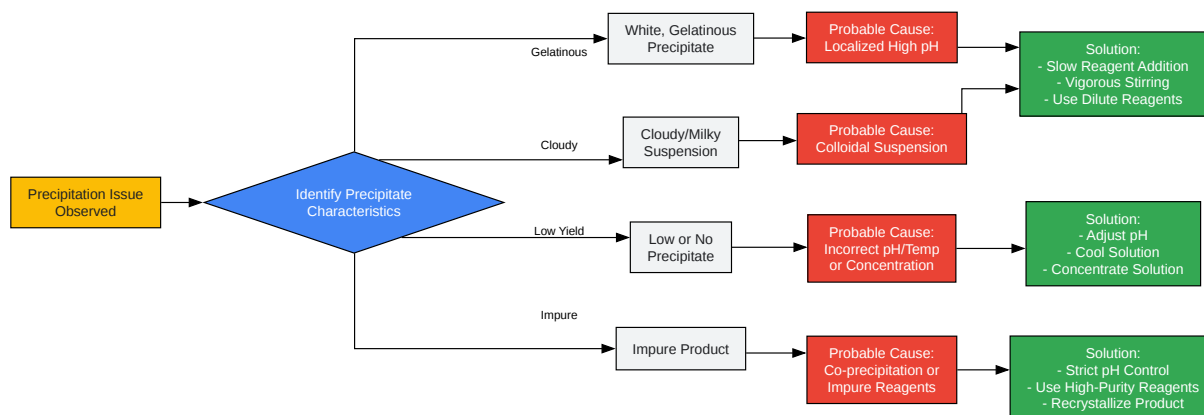 Precipitation Issue
Observed
Identify Precipitate
Characteristics
Gelatinous
White, Gelatinous
Precipitate
Probable Cause:
Localized High pH
Solution:
- Slow Reagent Addition
- Vigorous Stirring
- Use Dilute Reagents
Cloudy
Cloudy/Milky
Suspension
Probable Cause:
Colloidal Suspension
Low Yield
Low or No
Precipitate
Probable Cause:
Incorrect pH/Temp
or Concentration
Solution:
- Adjust pH
- Cool Solution
- Concentrate Solution
Impure
Impure Product
Probable Cause:
Co-precipitation or
Impure Reagents
Solution:
- Strict pH Control
- Use High-Purity Reagents
- Recrystallize Product